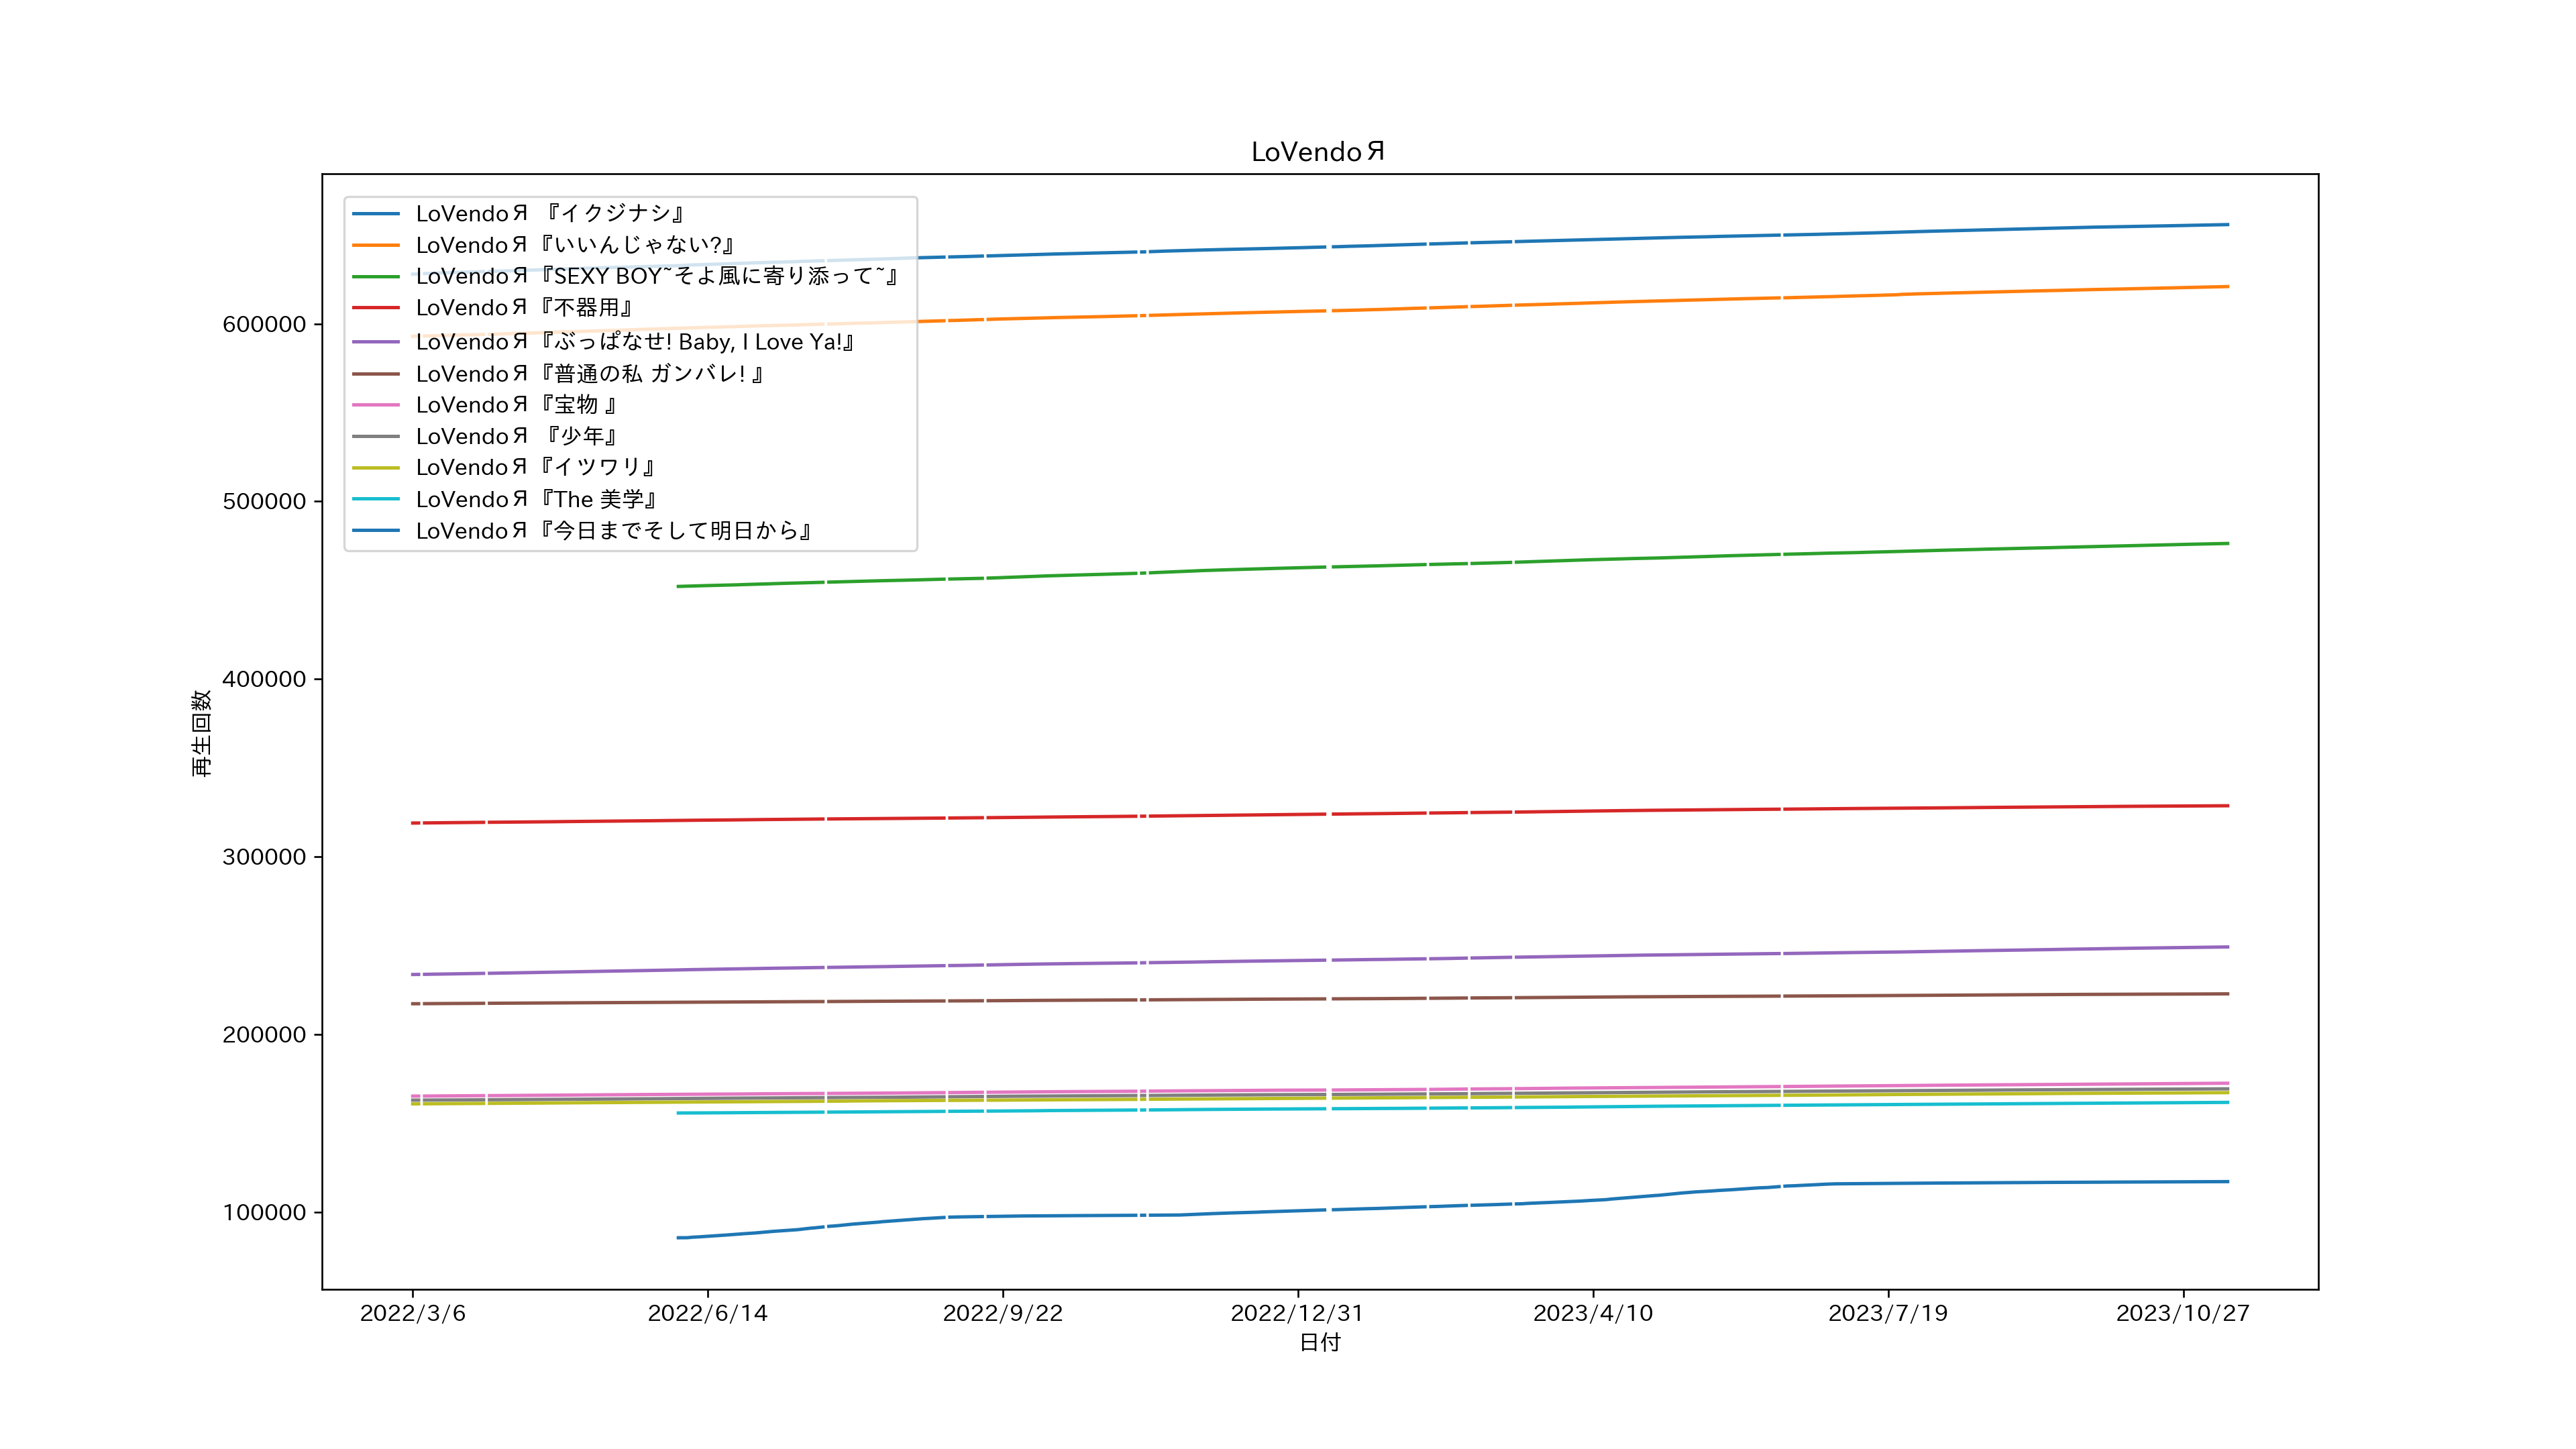 LoVendoЯ
LoVendoЯ 『イクジナシ』
LoVendoЯ『いいんじゃない?』
LoVendoЯ『SEXY BOY~そよ風に寄り添って~』
LoVendoЯ『不器用』
LoVendoЯ『ぶっぱなせ! Baby, I Love Ya!』
LoVendoЯ『普通の私 ガンバレ! 』
LoVendoЯ『宝物 』
LoVendoЯ 『少年』
LoVendoЯ『イツワリ』
LoVendoЯ『The 美学』
LoVendoЯ『今日までそして明日から』
600000
500000
400000
300000
200000
100000
再生回数
2022/3/6
2022/6/14
2022/9/22
2022/12/31
2023/4/10
2023/7/19
2023/10/27
日付